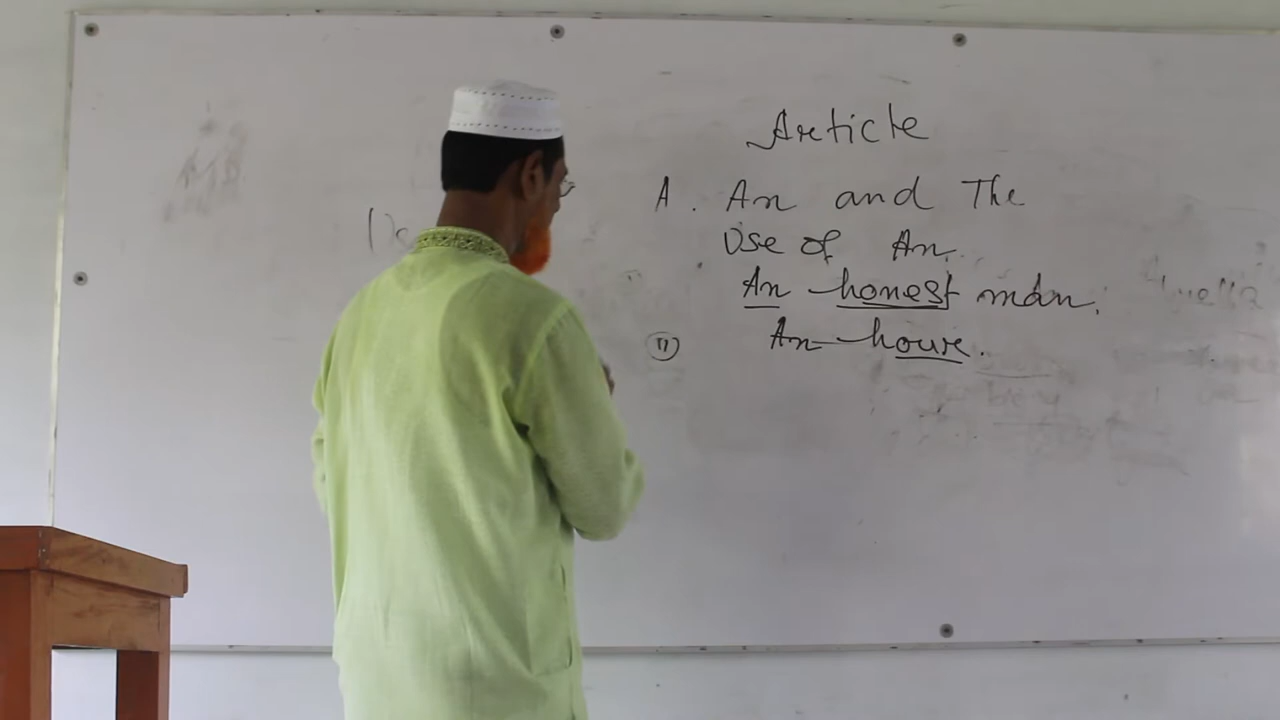 Article
A. An and The
Use of An.
An honest man.
(ii) An hour.